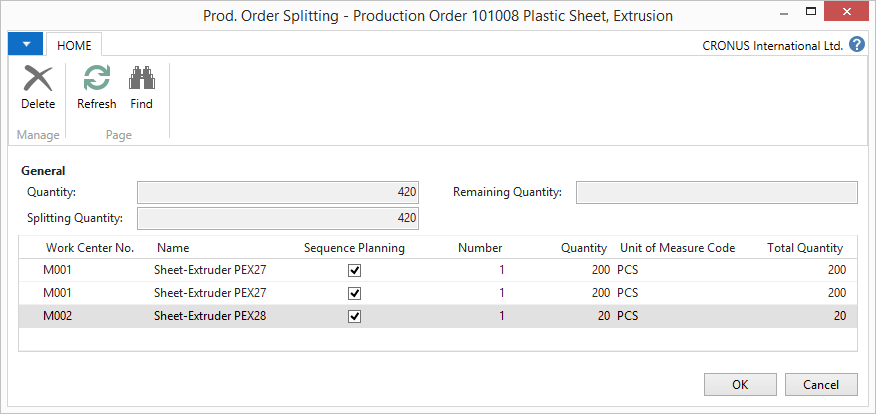 Prod. Order Splitting - Production Order 101008 Plastic Sheet, Extrusion
HOME
CRONUS International Ltd. ?
Delete Refresh Find
Manage Page
General
Quantity: 420 Remaining Quantity:
Splitting Quantity: 420
Work Center No. Name Sequence Planning Number Quantity Unit of Measure Code Total Quantity
M001 Sheet-Extruder PEX27 1 200 PCS 200
M001 Sheet-Extruder PEX27 1 200 PCS 200
M002 Sheet-Extruder PEX28 1 20 PCS 20
OK Cancel